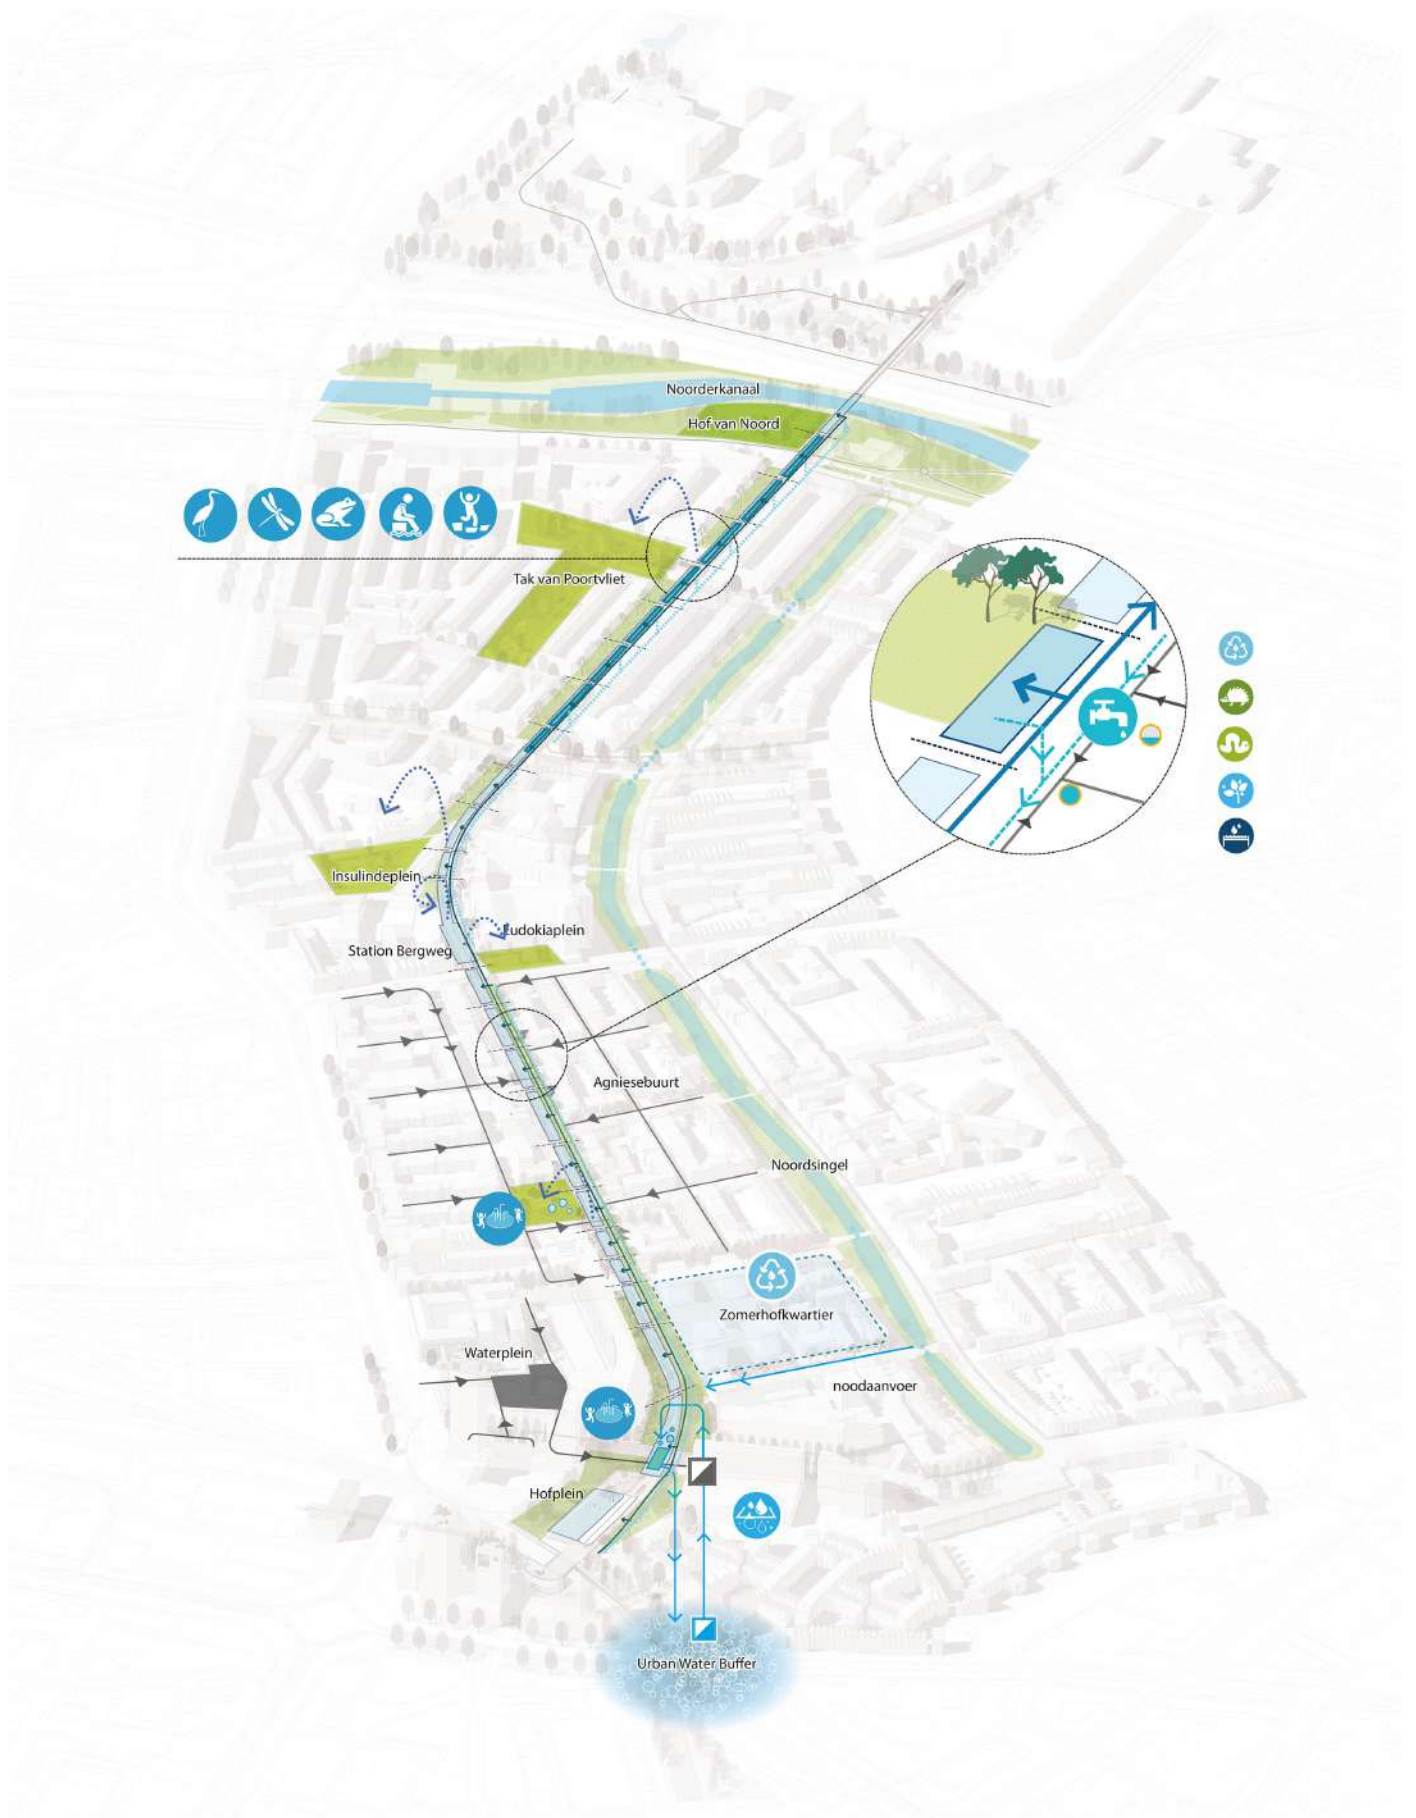 Noorderkanaal
Hof van Noord
Tak van Poortvliet
Insulindeplein
Eudokiaplein
Station Bergweg
Agniesebuurt
Noordsingel
Zomerhofkwartier
Waterplein
noodaanvoer
Hofplein
Urban Water Buffer